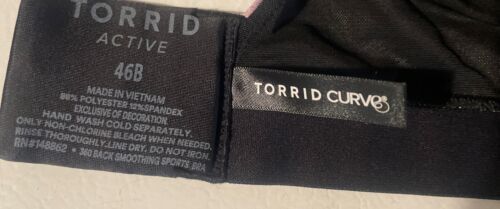 TORRID
ACTIVE
46B
MADE IN VIETNAM
88% POLYESTER 12% SPANDEX
EXCLUSIVE OF DECORATION.
HAND WASH COLD SEPARATELY.
ONLY NON-CHLORINE BLEACH WHEN NEEDED.
RINSE THOROUGHLY. LINE DRY. DO NOT IRON.
RN#148862 • 360 BACK SMOOTHING SPORTS BRA
TORRID CURVE®